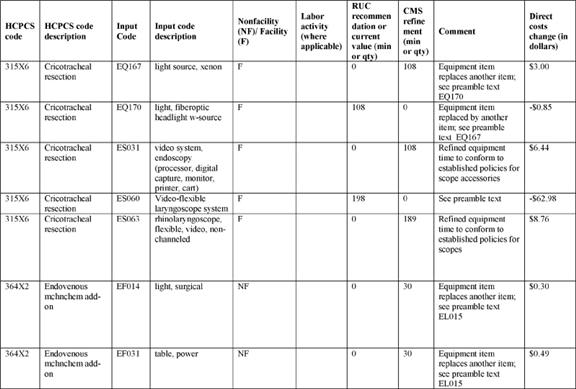 HCPCS code
HCPCS code description
Input Code
Input code description
Nonfacility (NF)/ Facility (F)
Labor activity (where applicable)
RUC recommen dation or current value (min or qty)
CMS refine ment (min or qty)
Comment
Direct costs change (in dollars)
315X6 Cricotracheal resection EQ167 light source, xenon F 0 108 Equipment item replaces another item; see preamble text EQ170 $3.00
315X6 Cricotracheal resection EQ170 light, fiberoptic headlight w-source F 108 0 Equipment item replaced by another item; see preamble text EQ167 -$0.85
315X6 Cricotracheal resection ES031 video system, endoscopy (processor, digital capture, monitor, printer, cart) F 0 108 Refined equipment time to conform to established policies for scope accessories $6.44
315X6 Cricotracheal resection ES060 Video-flexible laryngoscope system F 198 0 See preamble text -$62.98
315X6 Cricotracheal resection ES063 rhinolaryngoscope, flexible, video, non-channeled F 0 189 Refined equipment time to conform to established policies for scopes $8.76
364X2 Endovenous mchnchem add-on EF014 light, surgical NF 0 30 Equipment item replaces another item; see preamble text EL015 $0.30
364X2 Endovenous mchnchem add-on EF031 table, power NF 0 30 Equipment item replaces another item; see preamble text EL015 $0.49